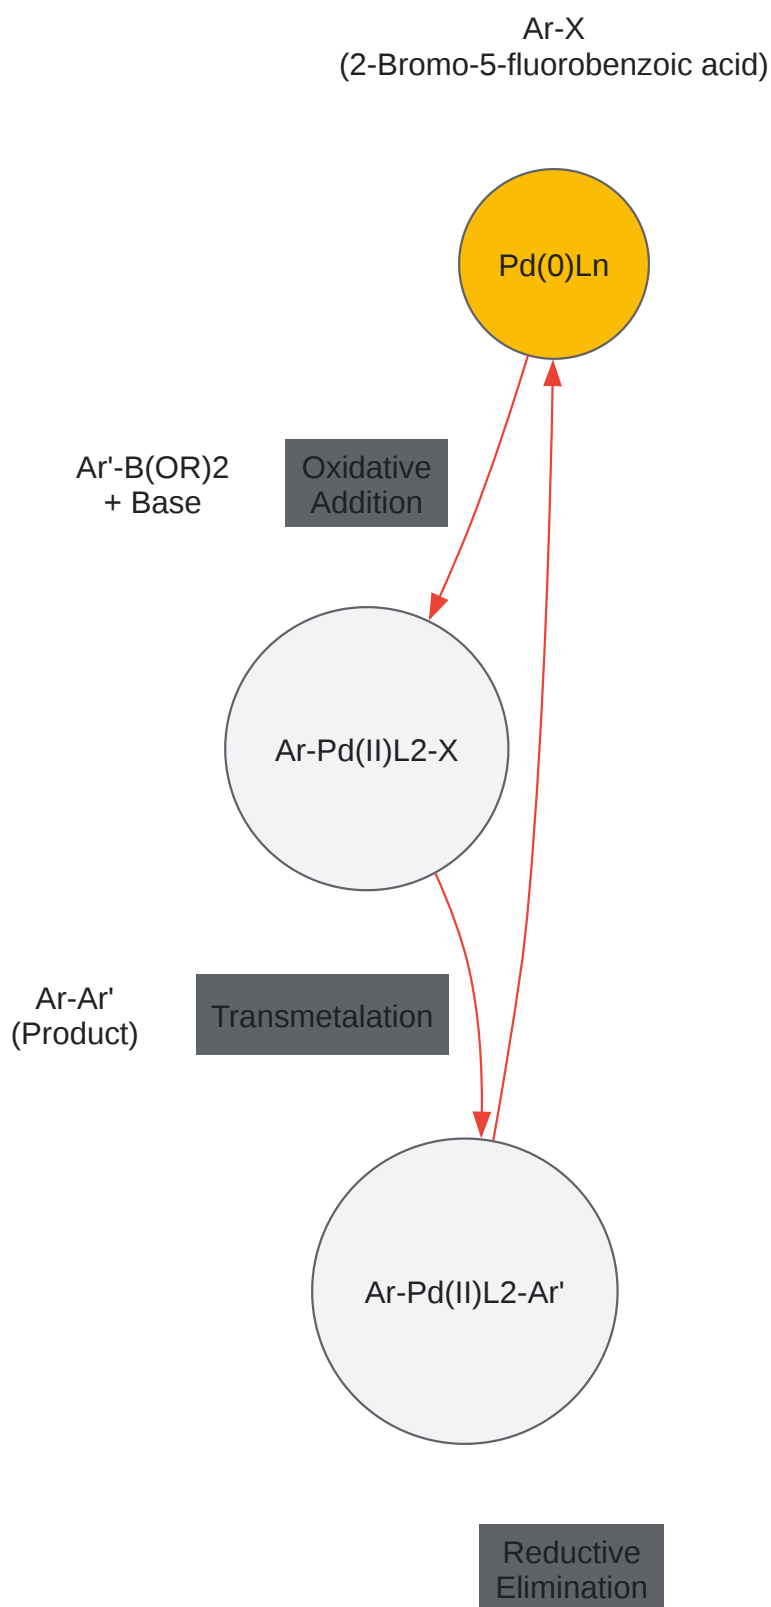 Ar-X
(2-Bromo-5-fluorobenzoic acid)
Pd(0)Ln
Ar'-B(OR)2
+ Base
Oxidative
Addition
Ar-Pd(II)L2-X
Ar-Ar'
(Product)
Transmetalation
Ar-Pd(II)L2-Ar'
Reductive
Elimination